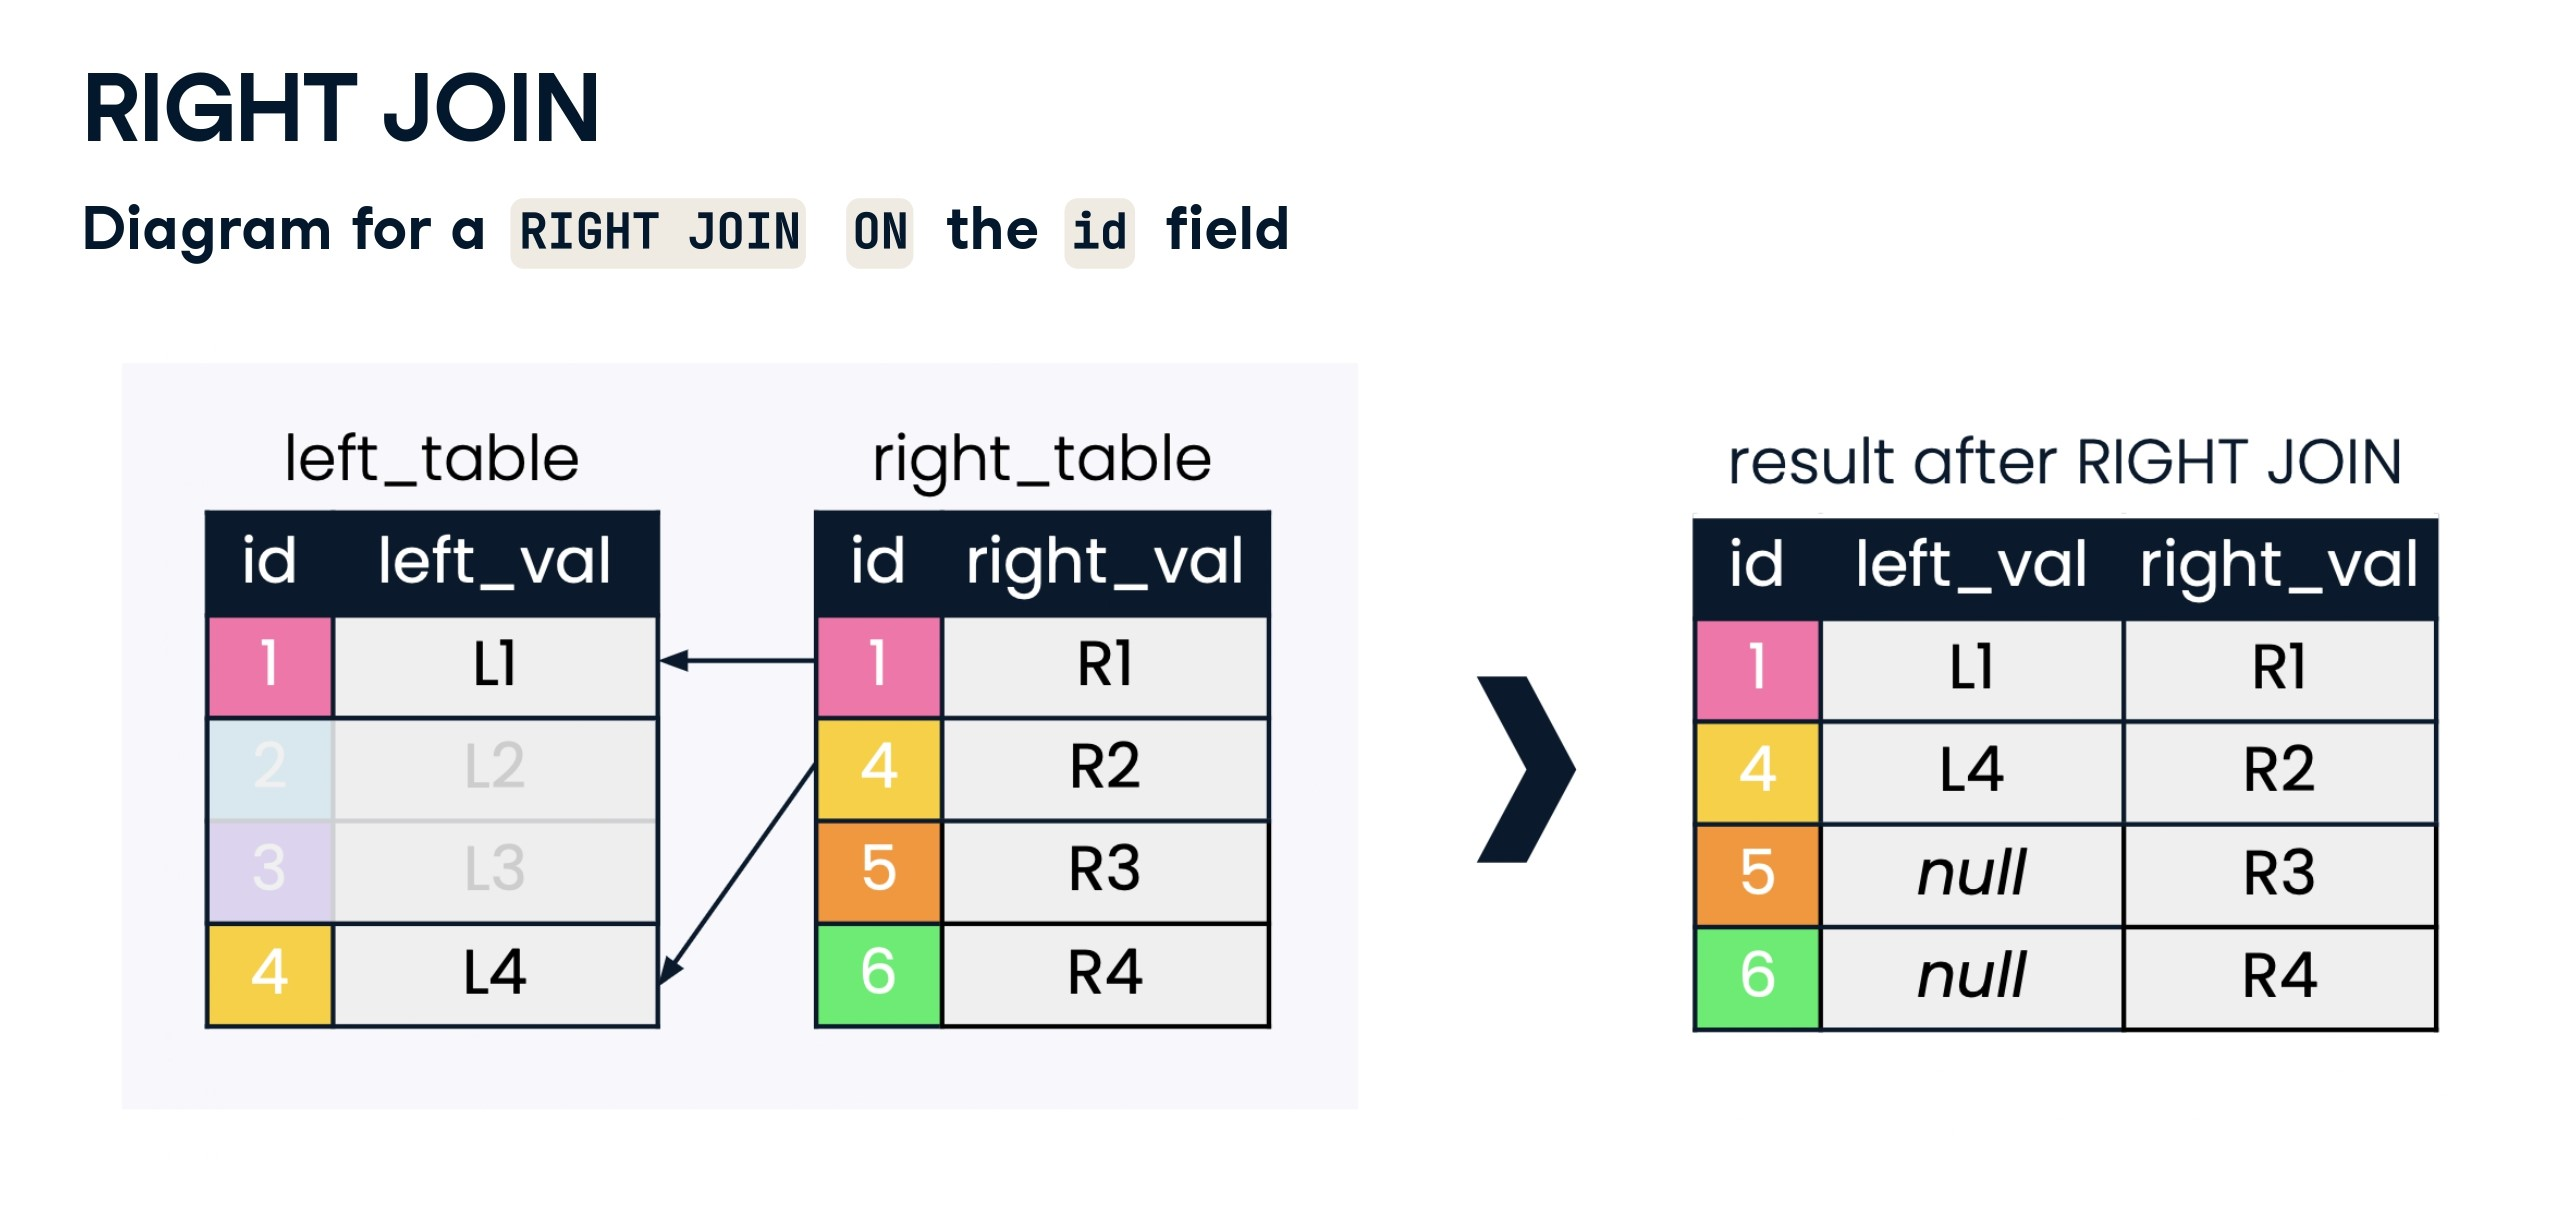 RIGHT JOIN
Diagram for a RIGHT JOIN ON the id field
left_table
id left_val
1 L1
2 L2
3 L3
4 L4
right_table
id right_val
1 R1
4 R2
5 R3
6 R4
result after RIGHT JOIN
id left_val right_val
1 L1 R1
4 L4 R2
5 null R3
6 null R4